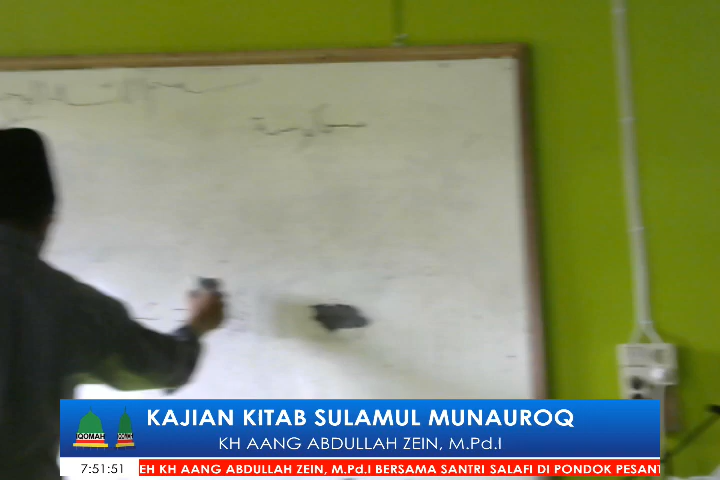 KAJIAN KITAB SULAMUL MUNAUROQ
IQOMAH
KH AANG ABDULLAH ZEIN, M.Pd.I
7:51:51 EH KH AANG ABDULLAH ZEIN, M.Pd.I BERSAMA SANTRI SALAFI DI PONDOK PESANT